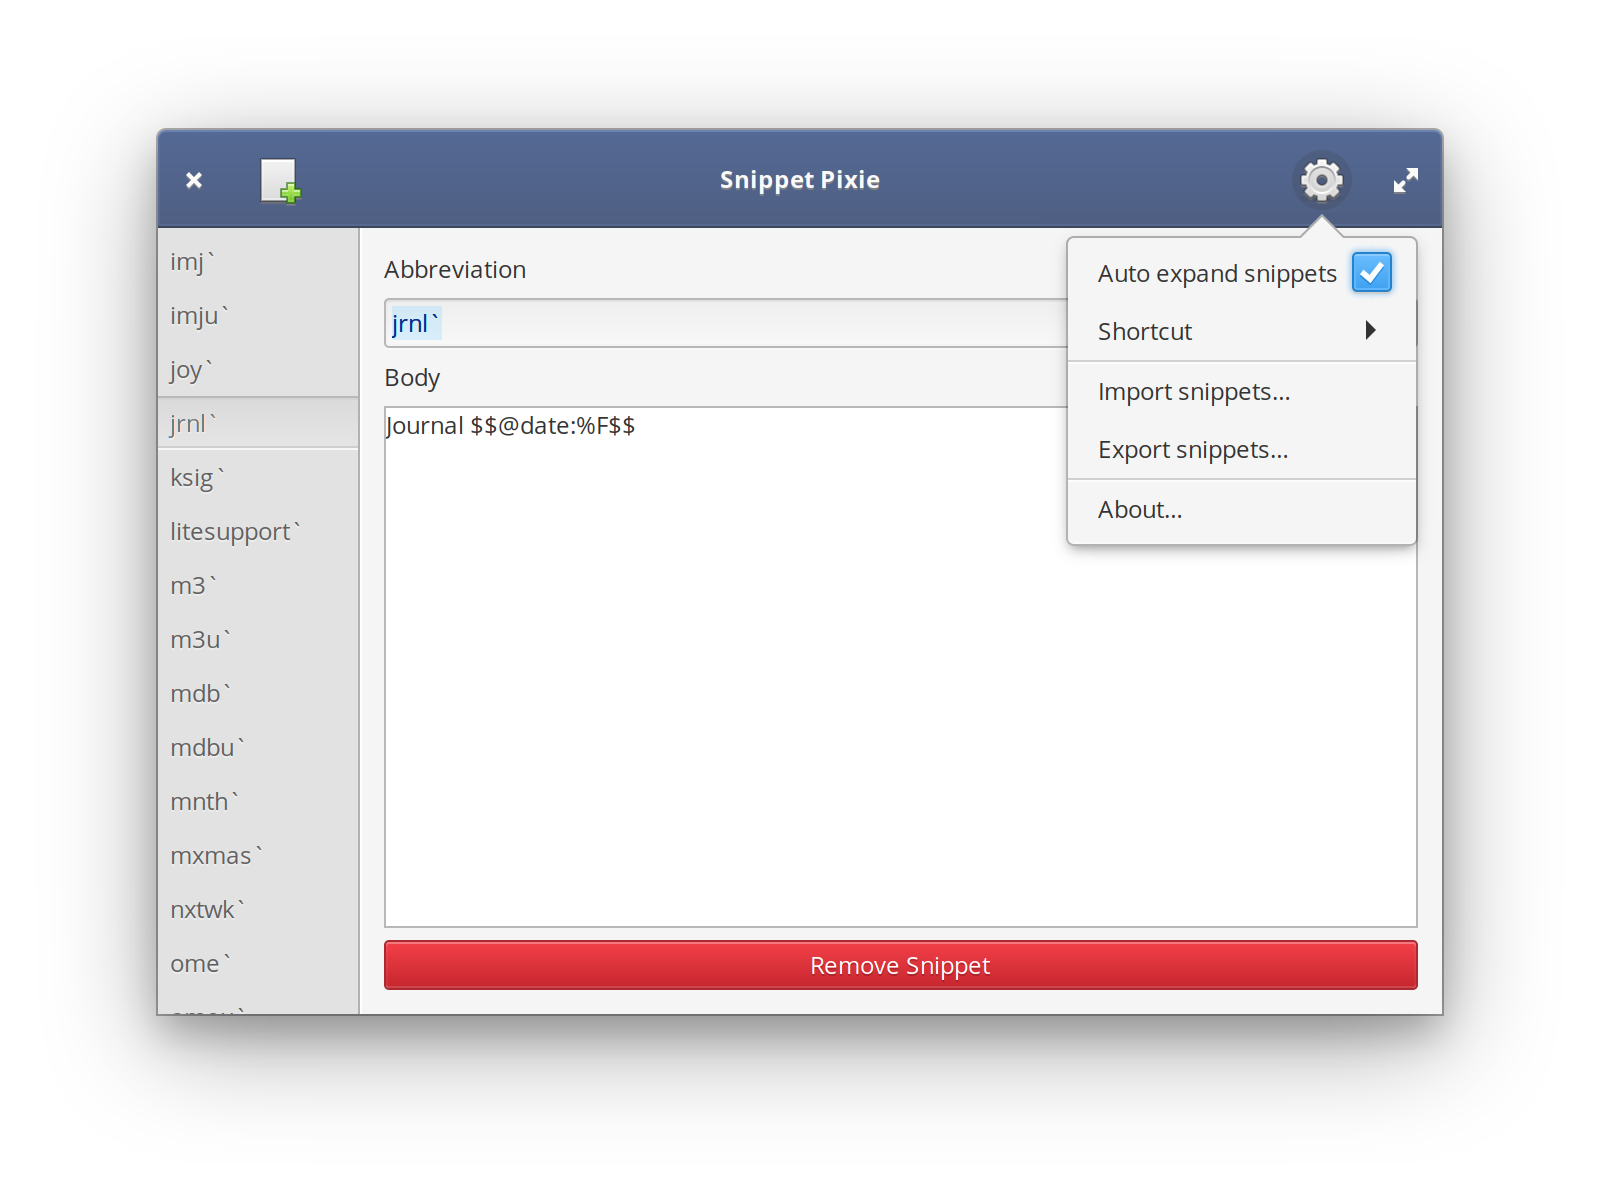 Snippet Pixie
imj`
imju`
joy`
jrnl`
ksig`
litesupport`
m3`
m3u`
mdb`
mdbu`
mnth`
mxmas`
nxtwk`
ome`
Abbreviation
jrnl`
Body
Journal $$@date:%F$$
Remove Snippet
Auto expand snippets
Shortcut
Import snippets...
Export snippets...
About...